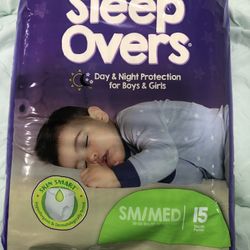 Sleep
Overs®
Day & Night Protection
for Boys & Girls
SKIN SMART
SM/MED
15